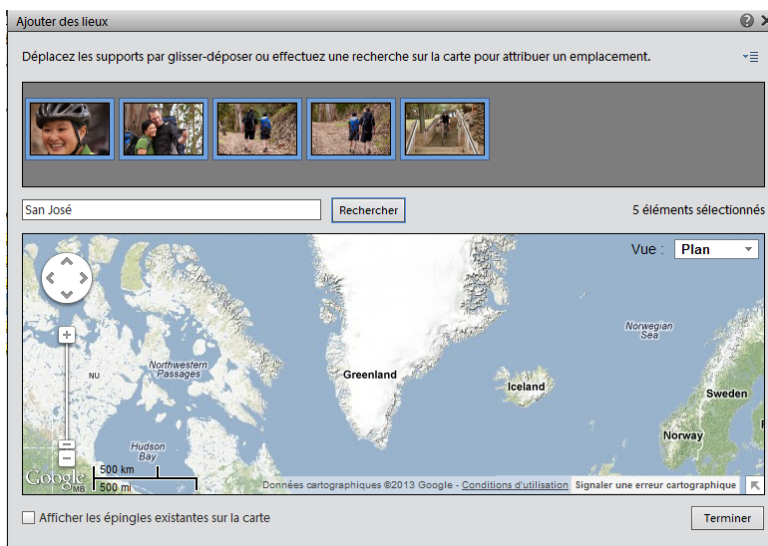 Ajouter des lieux
Déplacez les supports par glisser-déposer ou effectuez une recherche sur la carte pour attribuer un emplacement.
San José
Rechercher
5 éléments sélectionnés
Vue : Plan
Norwegian
Sea
Northwestern
Passages
NU
Greenland
Iceland
Sweden
Norway
Hudson
Bay
500 km
Google
MB
500 mi
Données cartographiques ©2013 Google - Conditions d'utilisation
Signaler une erreur cartographique
Afficher les épingles existantes sur la carte
Terminer